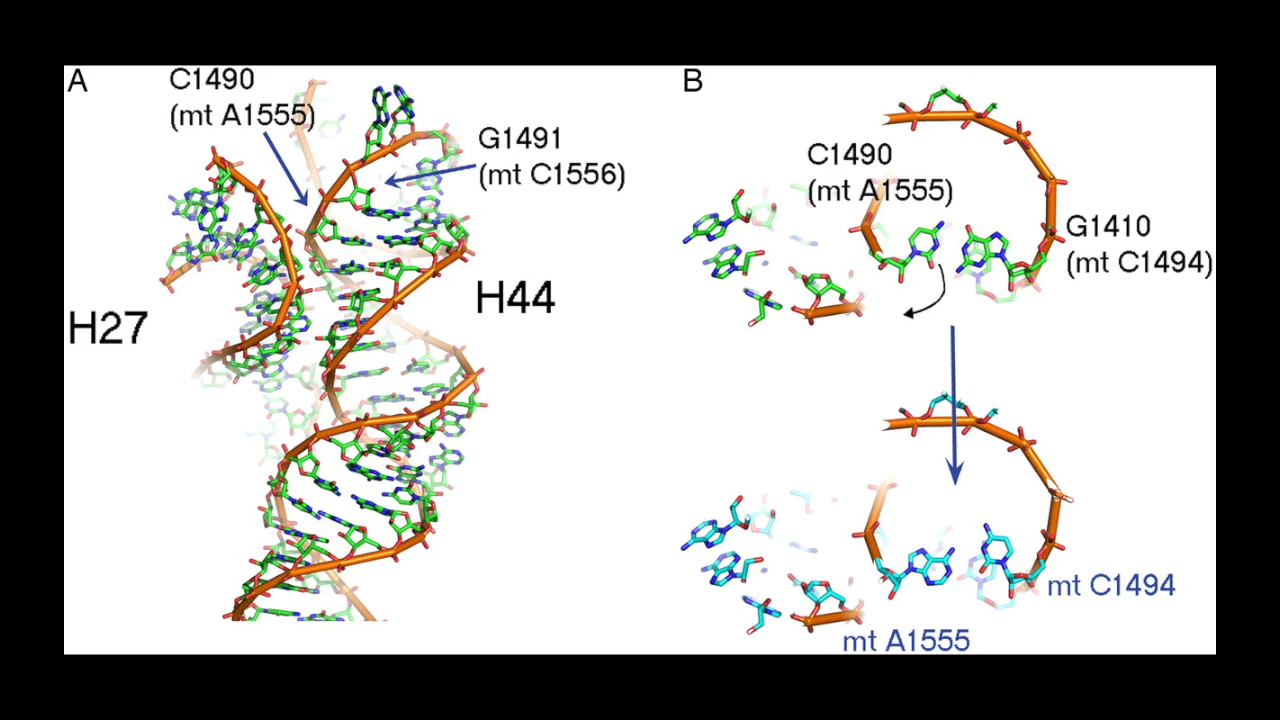 A
C1490
(mt A1555)
G1491
(mt C1556)
H27
H44
B
C1490
(mt A1555)
G1410
(mt C1494)
mt C1494
mt A1555